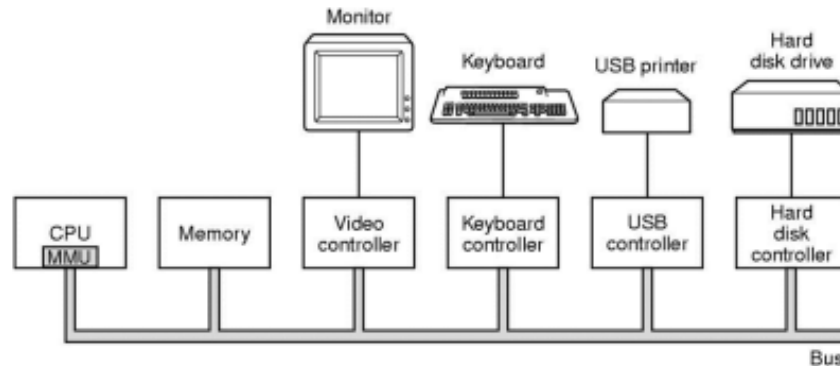 Monitor
Keyboard
USB printer
Hard
disk drive
CPU
MMU
Memory
Video
controller
Keyboard
controller
USB
controller
Hard
disk
controller
Bus